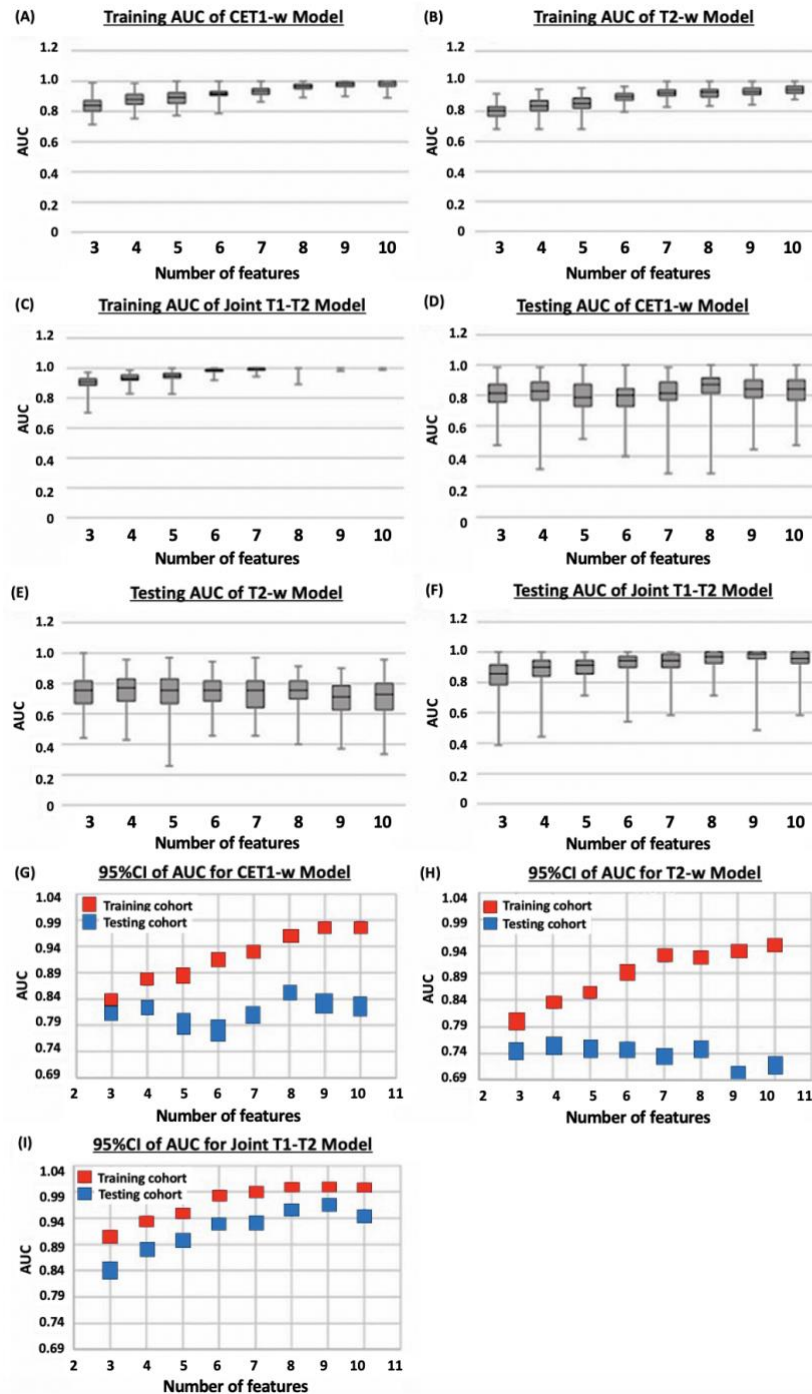 (A) Training AUC of CET1-w Model
1.2
1.0
0.8
0.6
0.4
0.2
0
AUC
3 4 5 6 7 8 9 10
Number of features
(B) Training AUC of T2-w Model
1.2
1.0
0.8
0.6
0.4
0.2
0
AUC
3 4 5 6 7 8 9 10
Number of features
(C) Training AUC of Joint T1-T2 Model
1.2
1.0
0.8
0.6
0.4
0.2
0
AUC
3 4 5 6 7 8 9 10
Number of features
(D) Testing AUC of CET1-w Model
1.2
1.0
0.8
0.6
0.4
0.2
0
AUC
3 4 5 6 7 8 9 10
Number of features
(E) Testing AUC of T2-w Model
1.2
1.0
0.8
0.6
0.4
0.2
0
AUC
3 4 5 6 7 8 9 10
Number of features
(F) Testing AUC of Joint T1-T2 Model
1.2
1.0
0.8
0.6
0.4
0.2
0
AUC
3 4 5 6 7 8 9 10
Number of features
(G) 95%CI of AUC for CET1-w Model
1.04
0.99
0.94
0.89
0.84
0.79
0.74
0.69
AUC
Training cohort
Testing cohort
2 3 4 5 6 7 8 9 10 11
Number of features
(H) 95%CI of AUC for T2-w Model
1.04
0.99
0.94
0.89
0.84
0.79
0.74
0.69
AUC
Training cohort
Testing cohort
2 3 4 5 6 7 8 9 10 11
Number of features
(I) 95%CI of AUC for Joint T1-T2 Model
1.04
0.99
0.94
0.89
0.84
0.79
0.74
0.69
AUC
Training cohort
Testing cohort
2 3 4 5 6 7 8 9 10 11
Number of features